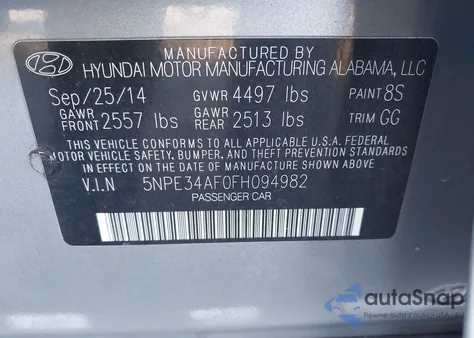 MANUFACTURED BY
HYUNDAI MOTOR MANUFACTURING ALABAMA, LLC
Sep/25/14 GVWR 4497 lbs PAINT 8S
GAWR FRONT 2557 lbs GAWR REAR 2513 lbs TRIM GG
THIS VEHICLE CONFORMS TO ALL APPLICABLE U.S.A. FEDERAL
MOTOR VEHICLE SAFETY, BUMPER, AND THEFT PREVENTION STANDARDS
IN EFFECT ON THE DATE OF MANUFACTURE SHOWN ABOVE.
V.I.N 5NPE34AF0FH094982
PASSENGER CAR
autoSnap